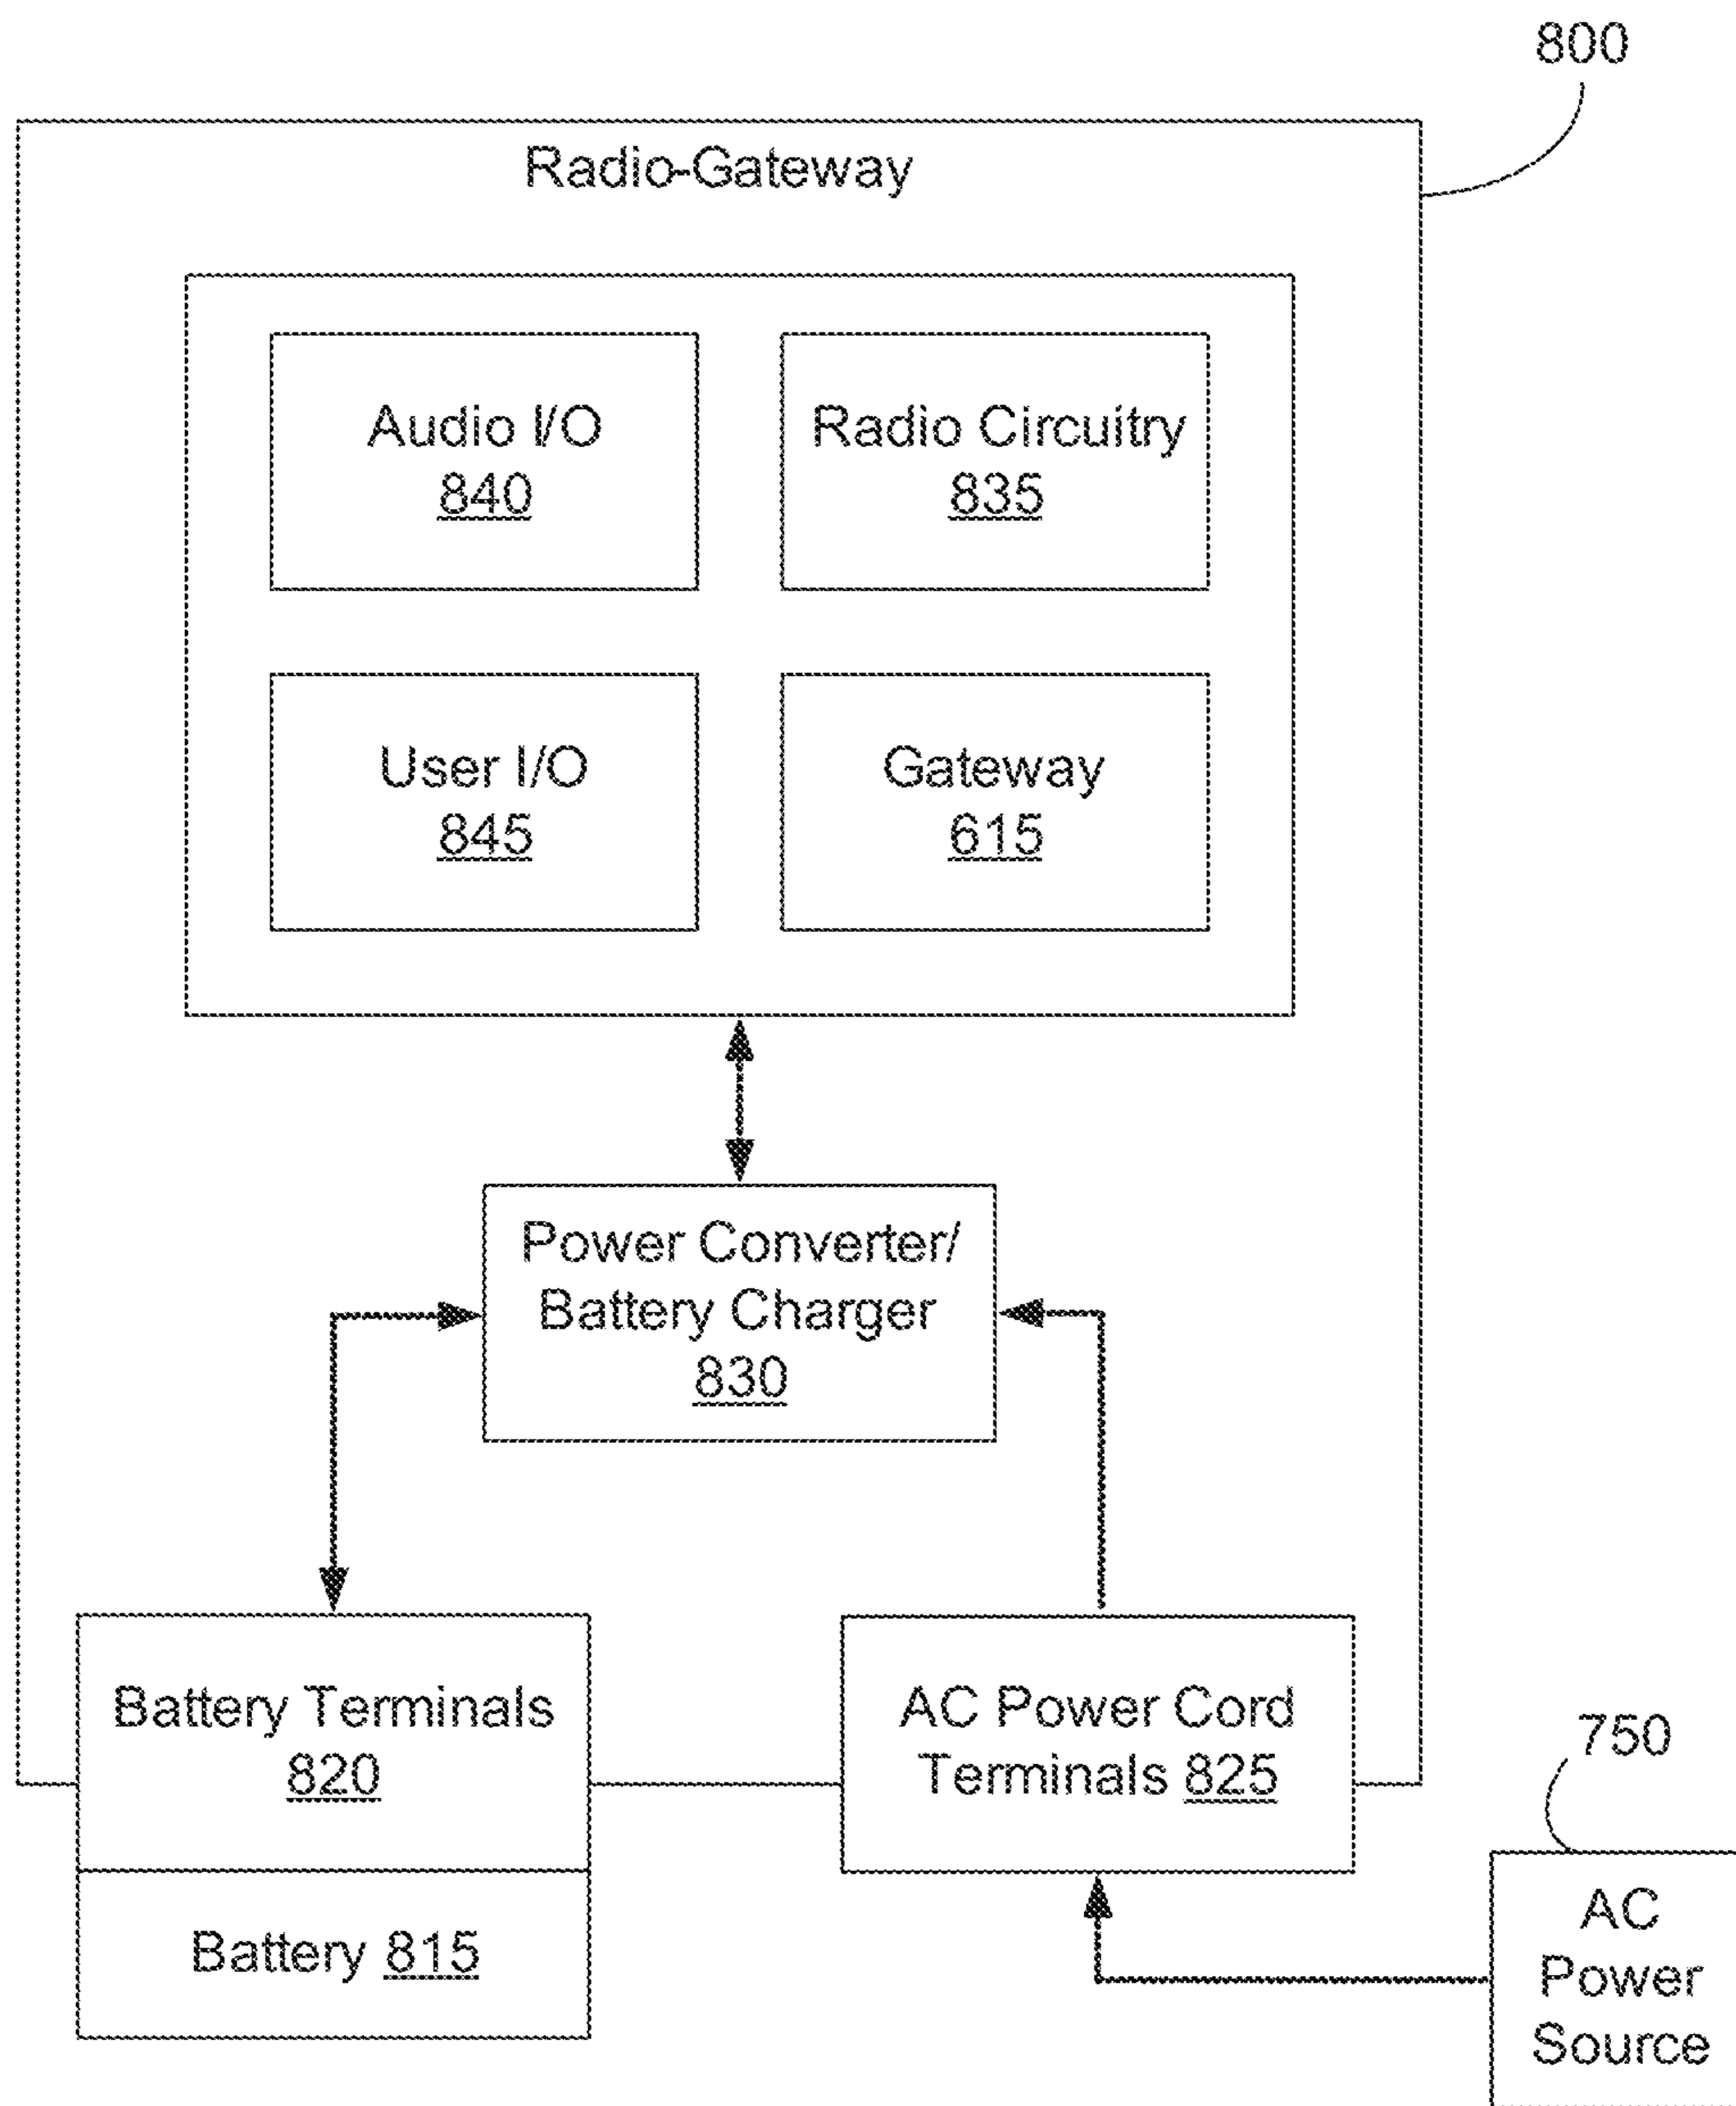 800
Radio-Gateway
Audio I/O
840
Radio Circuitry
835
User I/O
845
Gateway
615
Power Converter/
Battery Charger
830
Battery Terminals
820
AC Power Cord
Terminals 825
750
Battery 815
AC
Power
Source